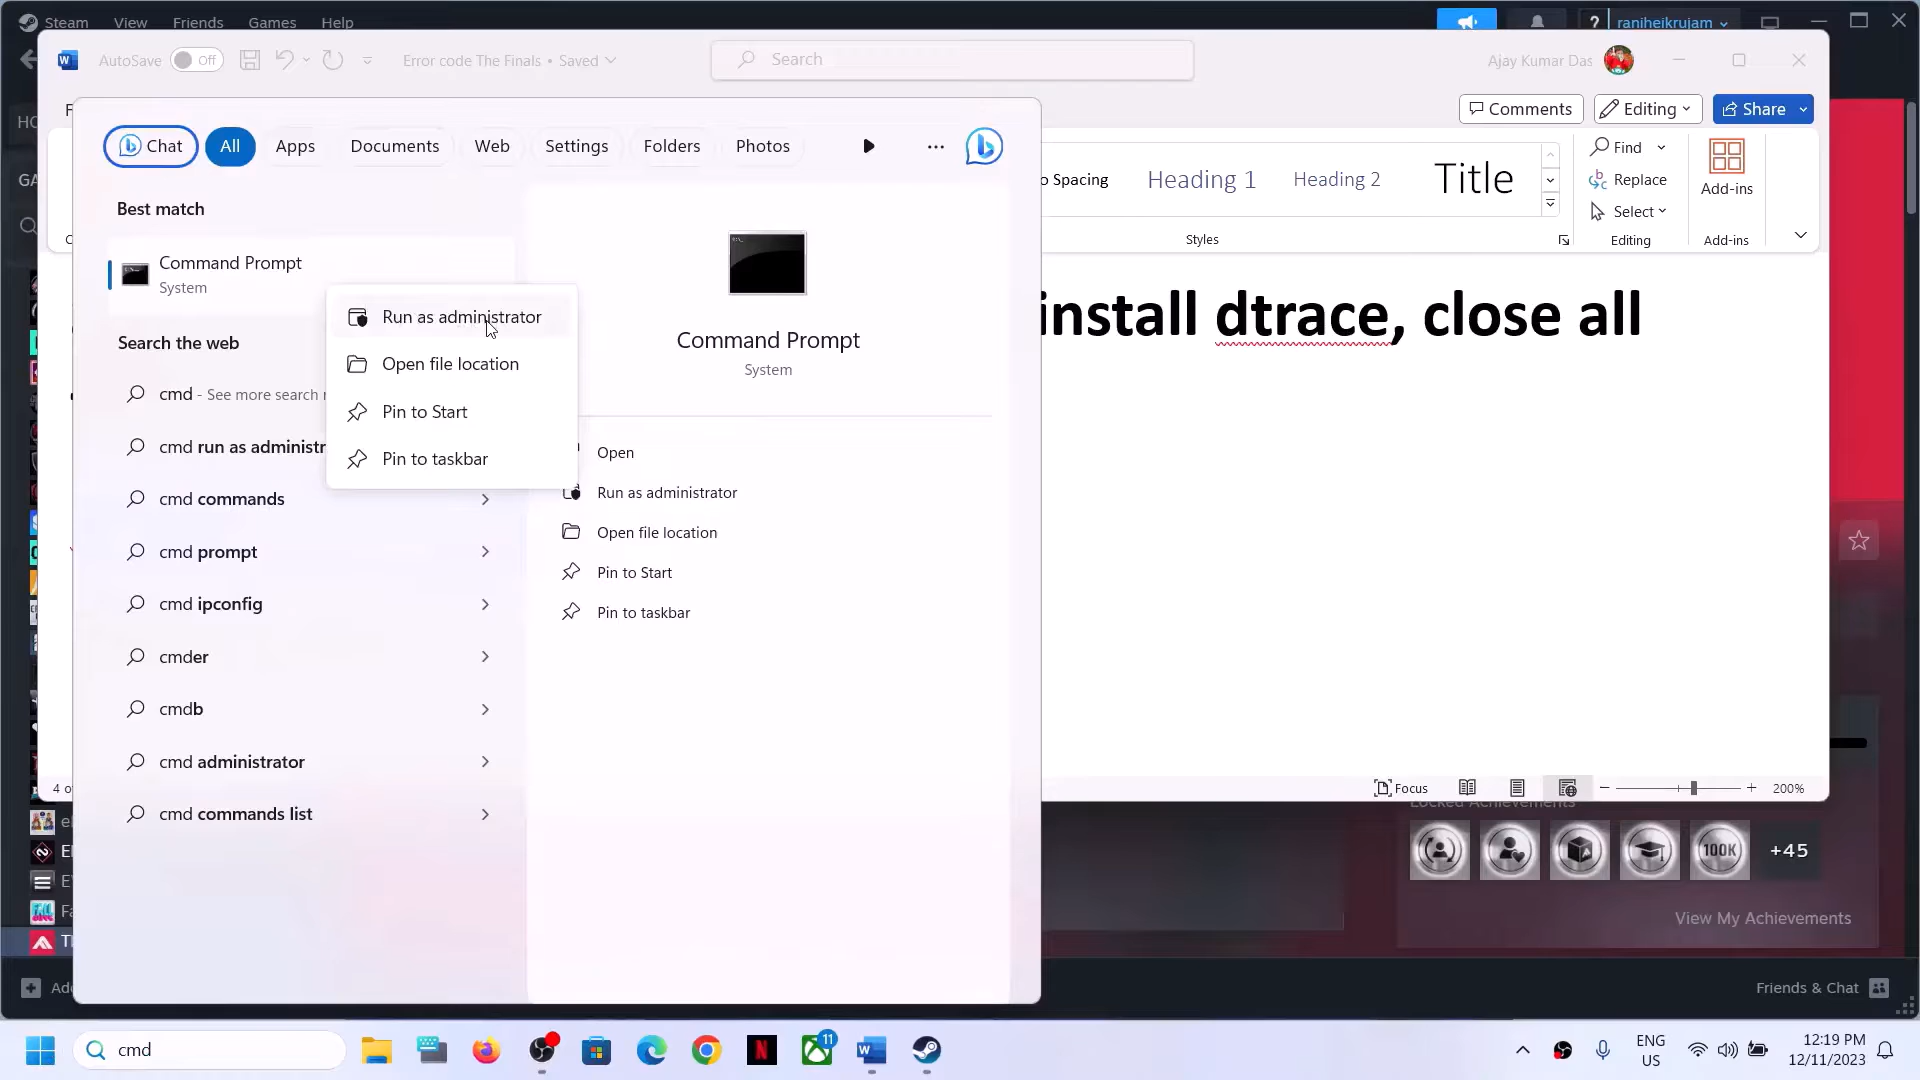 Steam View Friends Games Help
? raniheikrujam
AutoSave Off Error code The Finals • Saved Search Ajay Kumar Das
Comments Editing Share
Chat All Apps Documents Web Settings Folders Photos
Spacing Heading 1 Heading 2 Title
Find
Replace
Select
Add-ins
Styles Editing Add-ins
Best match
Command Prompt
System
Run as administrator
Open file location
Pin to Start
Pin to taskbar
Search the web
cmd - See more search
cmd run as administr
cmd commands
cmd prompt
cmd ipconfig
cmder
cmdb
cmd administrator
cmd commands list
Command Prompt
System
Open
Run as administrator
Open file location
Pin to Start
Pin to taskbar
install dtrace, close all
Focus 200%
Locked Achievements
100K +45
View My Achievements
Friends & Chat
cmd
11
ENG
US
12:19 PM
12/11/2023